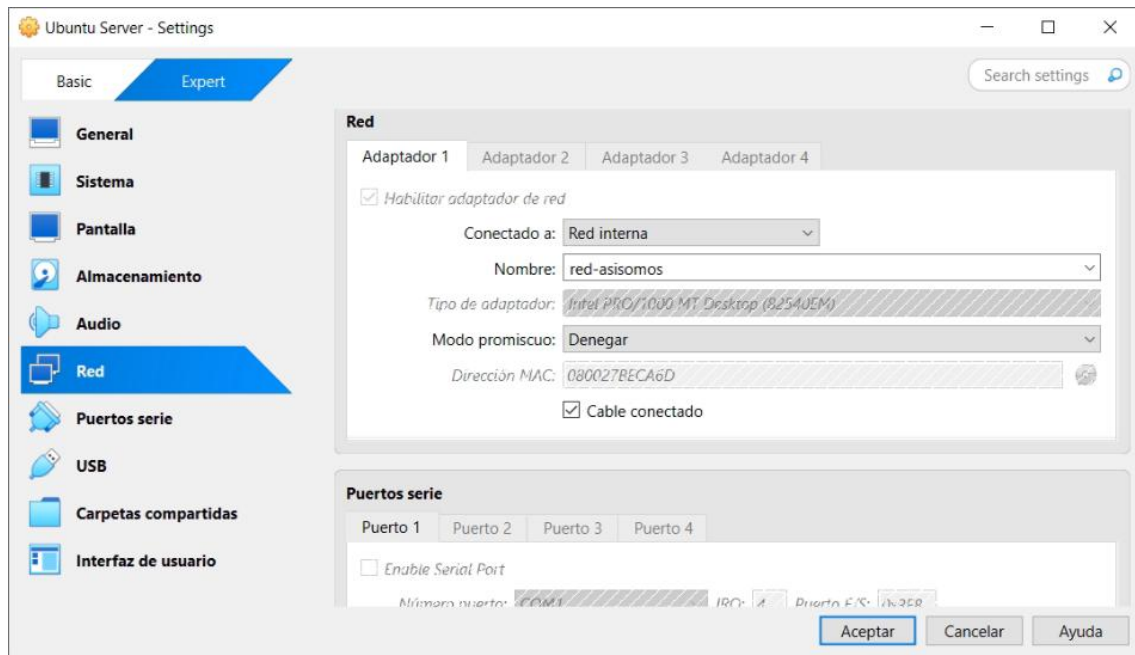 Ubuntu Server - Settings
Basic Expert Search settings
General
Sistema
Pantalla
Almacenamiento
Audio
Red
Puertos serie
USB
Carpetas compartidas
Interfaz de usuario
Red
Adaptador 1 Adaptador 2 Adaptador 3 Adaptador 4
Habilitar adaptador de red
Conectado a: Red interna
Nombre: red-asisomos
Tipo de adaptador: Intel PRO/1000 MT Desktop (82540EM)
Modo promiscuo: Denegar
Dirección MAC: 080027BECA6D
Cable conectado
Puertos serie
Puerto 1 Puerto 2 Puerto 3 Puerto 4
Enable Serial Port
Número puerto: COM1 IRQ: 4 Puerto E/S: 0x3F8
Aceptar Cancelar Ayuda